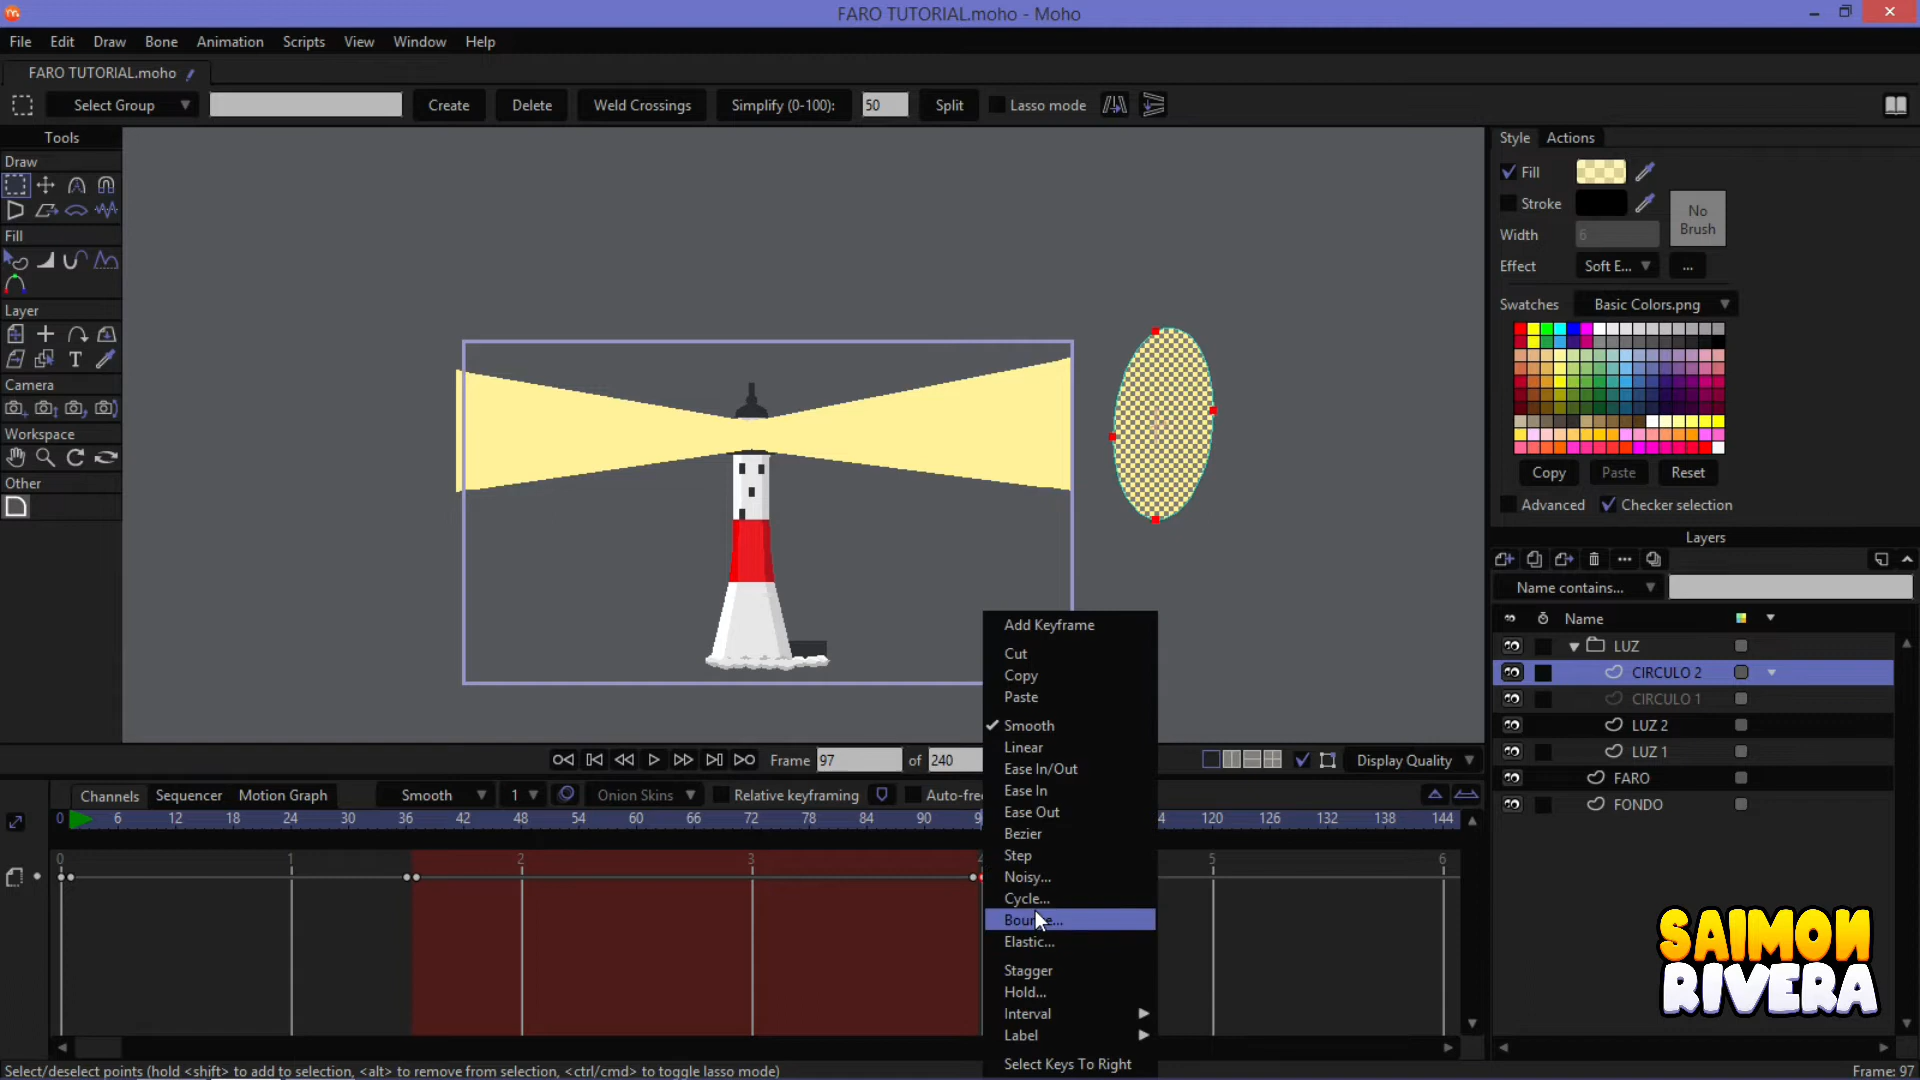 FARO TUTORIAL.moho - Moho
File Edit Draw Bone Animation Scripts View Window Help
FARO TUTORIAL.moho
Select Group Create Delete Weld Crossings Simplify (0-100): 50 Split Lasso mode
Tools
Draw
Fill
Layer
T
Camera
Workspace
Other
Style Actions
Fill
Stroke
No
Brush
Width 6
Effect Soft E... ...
Swatches Basic Colors.png
Copy Paste Reset
Advanced Checker selection
Layers
Name contains...
Name
LUZ
CIRCULO 2
CIRCULO 1
LUZ 2
LUZ 1
FARO
FONDO
Frame 97 of 240 Display Quality
Channels Sequencer Motion Graph Smooth 1 Onion Skins Relative keyframing
0 6 12 18 24 30 36 42 48 54 60 66 72 78 84 90 120 126 132 138 144
0 1 2 3 5 6
Add Keyframe
Cut
Copy
Paste
Smooth
Linear
Ease In/Out
Ease In
Ease Out
Bezier
Step
Noisy...
Cycle...
Elastic...
Stagger
Hold...
Interval
Label
Select Keys To Right
SAIMON
RIVERA
Select/deselect points (hold <shift> to add to selection, <alt> to remove from selection, <ctrl/cmd> to toggle lasso mode) Frame: 97